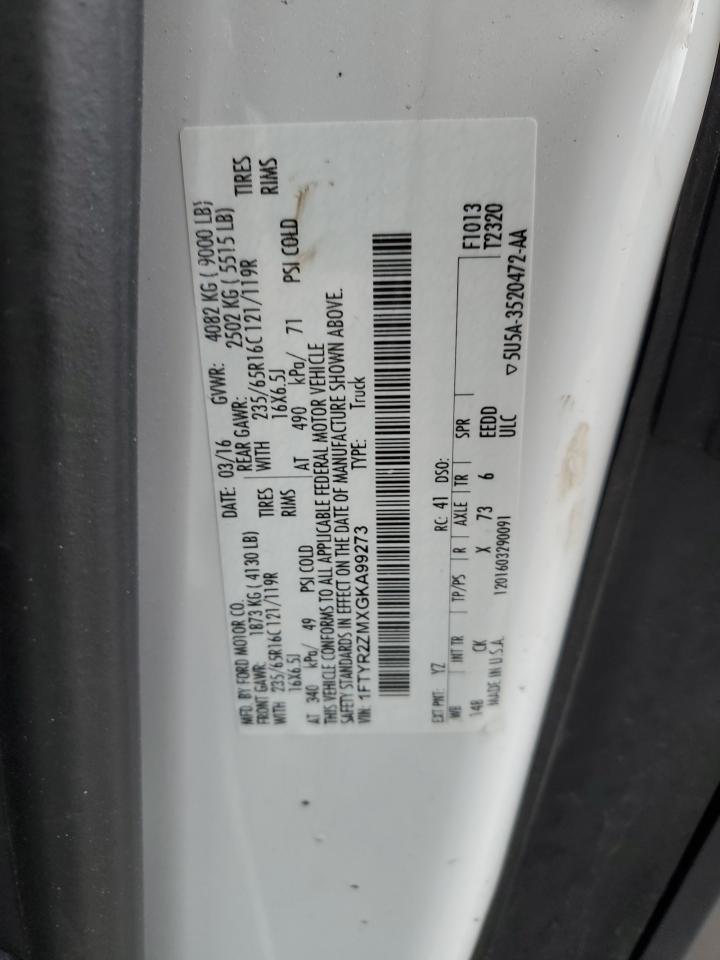 MFD. BY FORD MOTOR CO. DATE: 03/16 GVWR: 4082 KG ( 9000 LB)
FRONT GAWR: 1873 KG ( 4130 LB) REAR GAWR: 2502 KG ( 5515 LB)
WITH 235/65R16C 121/119R TIRES WITH 235/65R16C 121/119R TIRES
16X6.5J RIMS 16X6.5J RIMS
AT 340 kPa/ 49 PSI COLD AT 490 kPa/ 71 PSI COLD
THIS VEHICLE CONFORMS TO ALL APPLICABLE FEDERAL MOTOR VEHICLE
SAFETY STANDARDS IN EFFECT ON THE DATE OF MANUFACTURE SHOWN ABOVE.
VIN: 1FTYR2ZMXGKA99273 TYPE: Truck
EXT PNT: YZ RC: 41 DSO:
WB INT TR TP/PS R AXLE TR SPR F1013
148 CK X 73 6 EEDD T2320
MADE IN U.S.A. 1201603290091 ULC ▽5U5A-3520472-AA